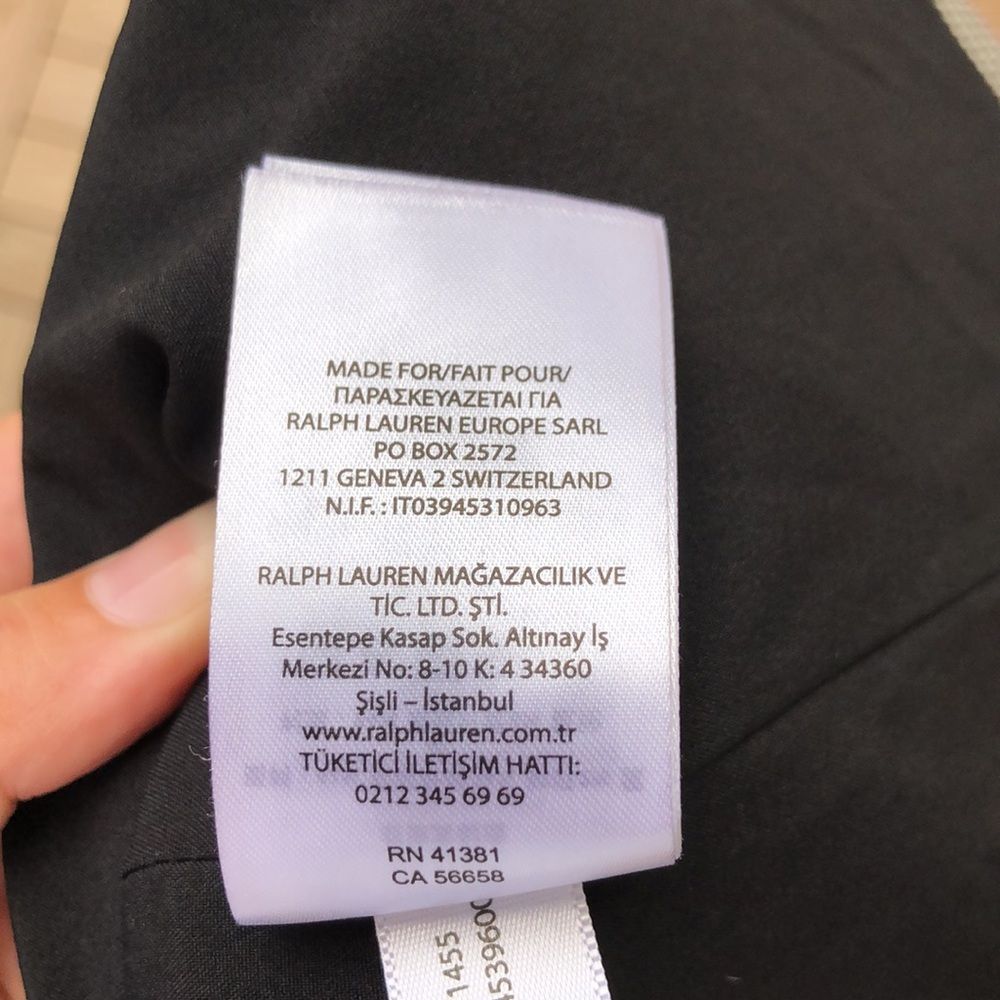 MADE FOR/FAIT POUR/
ΠΑΡΑΣΚΕΥΑΖΕΤΑΙ ΓΙΑ
RALPH LAUREN EUROPE SARL
PO BOX 2572
1211 GENEVA 2 SWITZERLAND
N.I.F. : IT03945310963
RALPH LAUREN MAĞAZACILIK VE
TİC. LTD. ŞTİ.
Esentepe Kasap Sok. Altınay İş
Merkezi No: 8-10 K: 4 34360
Şişli – İstanbul
www.ralphlauren.com.tr
TÜKETİCİ İLETİŞİM HATTI:
0212 345 69 69
RN 41381
CA 56658